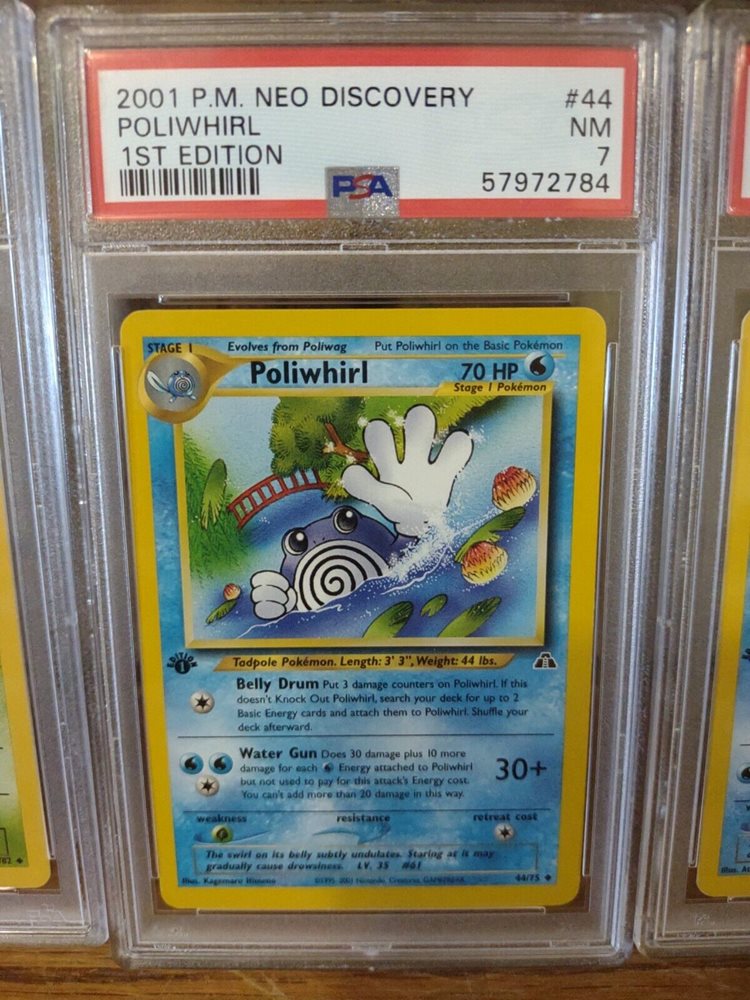 2001 P.M. NEO DISCOVERY #44
POLIWHIRL NM
1ST EDITION 7
PSA 57972784
STAGE 1 Evolves from Poliwag Put Poliwhirl on the Basic Pokémon
Poliwhirl 70 HP
Stage 1 Pokémon
EDITION 1
Tadpole Pokémon. Length: 3' 3", Weight: 44 lbs.
Belly Drum Put 3 damage counters on Poliwhirl. If this
doesn't Knock Out Poliwhirl, search your deck for up to 2
Basic Energy cards and attach them to Poliwhirl. Shuffle your
deck afterward.
Water Gun Does 30 damage plus 10 more
damage for each Energy attached to Poliwhirl
but not used to pay for this attack's Energy cost.
You can't add more than 20 damage in this way.
30+
weakness resistance retreat cost
The swirl on its belly subtly undulates. Staring at it may
gradually cause drowsiness. LV. 35 #61
Illus. Kagemaru Himeno 44/75